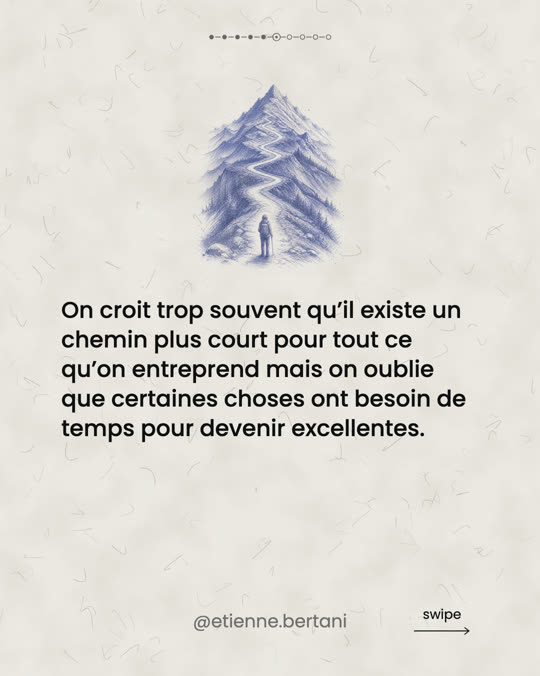 On croit trop souvent qu’il existe un
chemin plus court pour tout ce
qu’on entreprend mais on oublie
que certaines choses ont besoin de
temps pour devenir excellentes.
@etienne.bertani
swipe